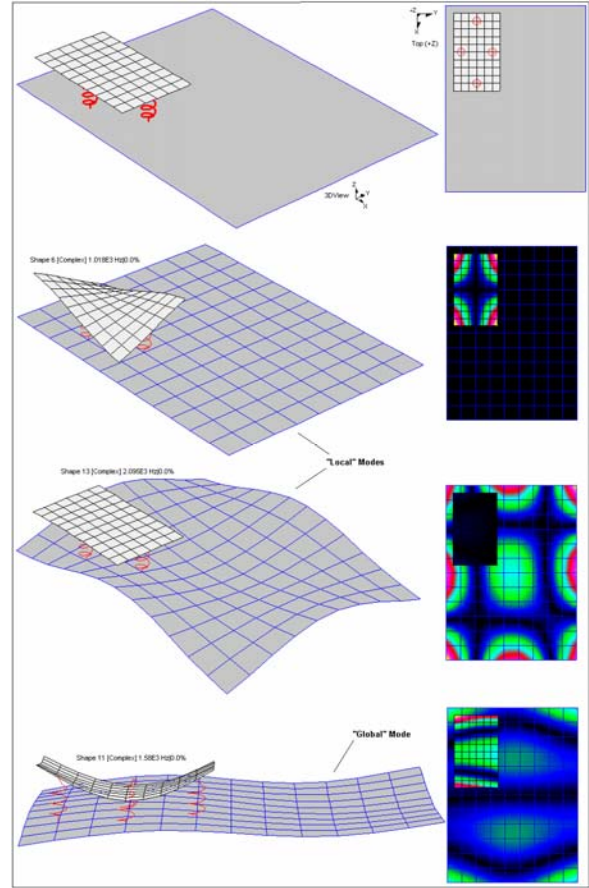 +Z Y
X
Top (+Z)
Z
Y
3DView
X
Shape 6 [Complex] 1.018E3 Hz|0.0%
"Local" Modes
Shape 13 [Complex] 2.095E3 Hz|0.0%
"Global" Mode
Shape 11 [Complex] 1.58E3 Hz|0.0%